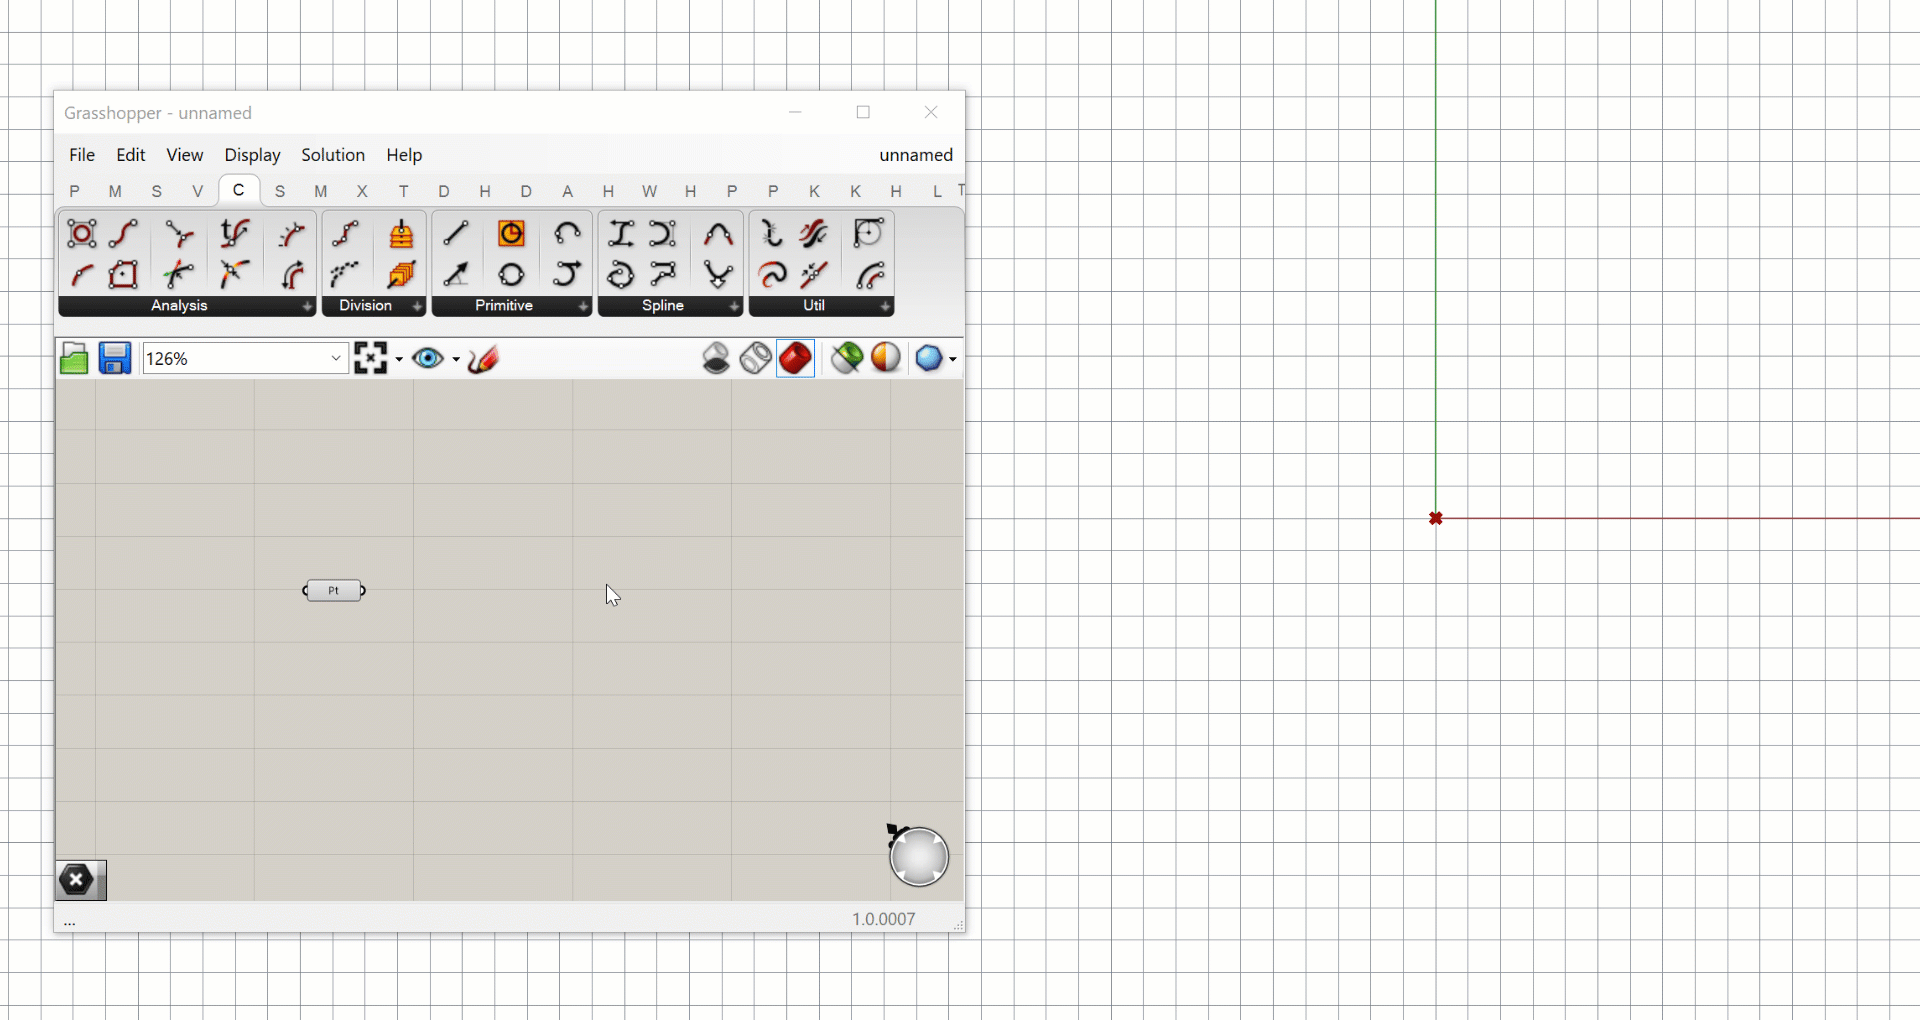 Grasshopper - unnamed
File Edit View Display Solution Help unnamed
P M S V C S M X T D H D A H W H P P K K H L T
Analysis Division Primitive Spline Util
126%
Pt
...
1.0.0007